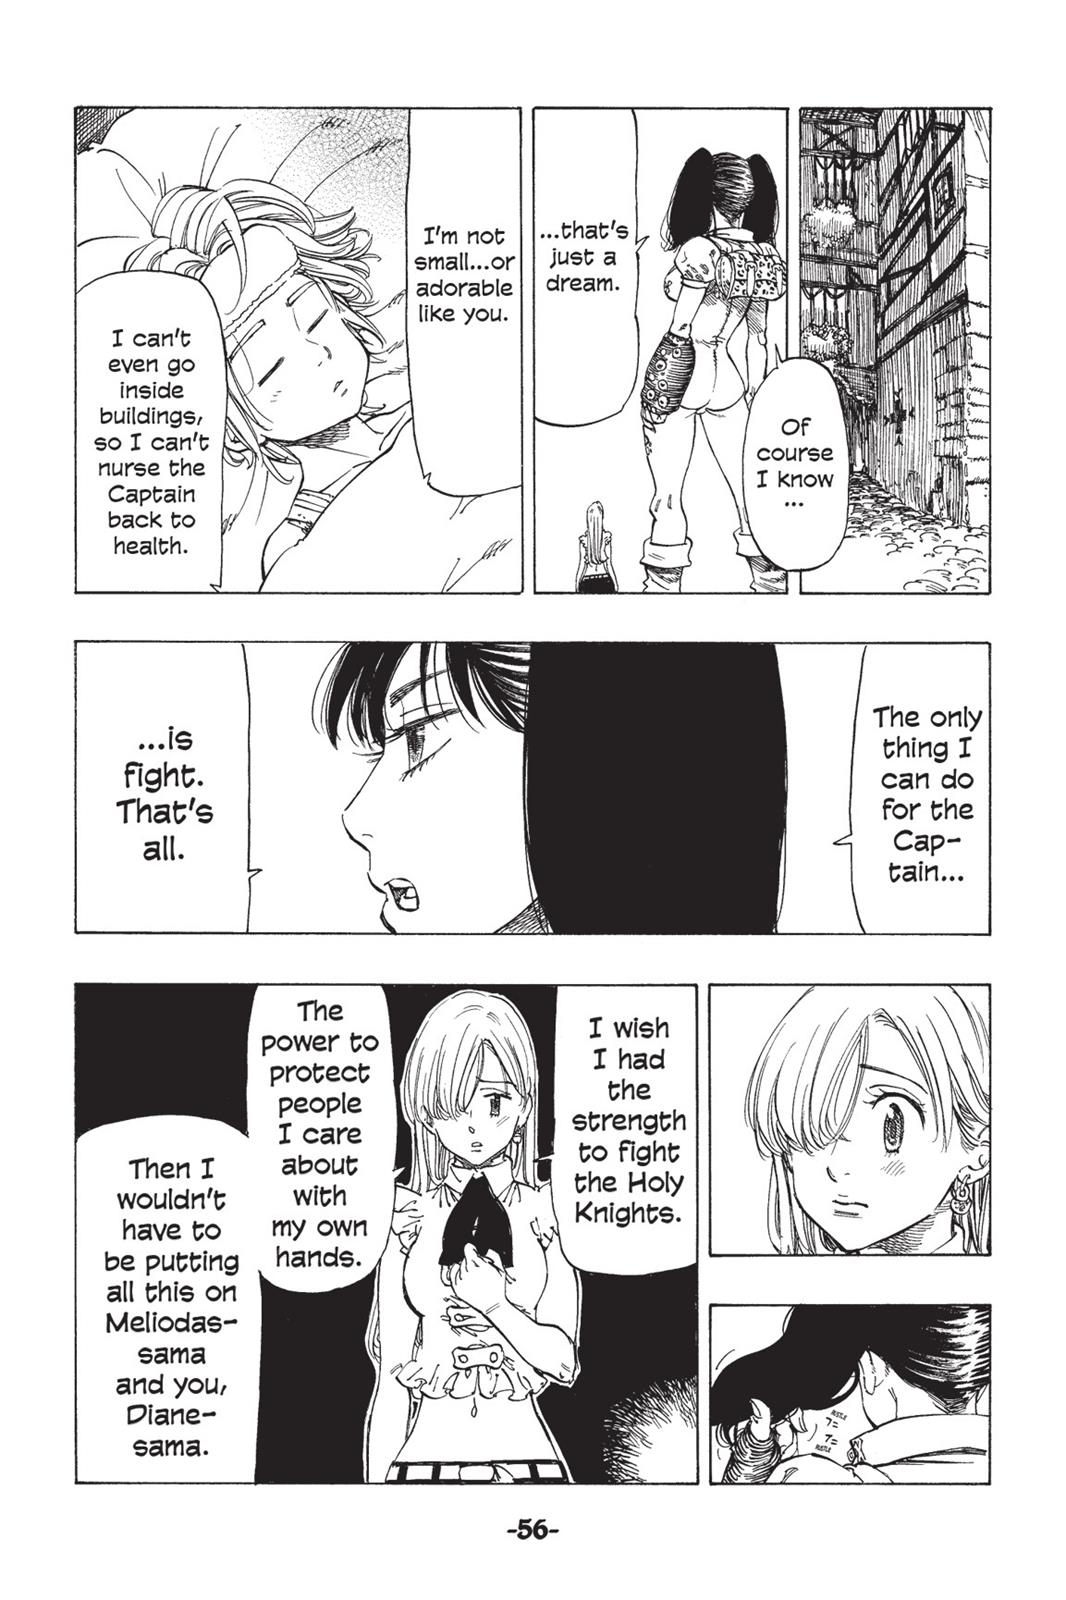 Of
course
I know
...
...that's
just a
dream.
I'm not
small...or
adorable
like you.
I can't
even go
inside
buildings,
so I can't
nurse the
Captain
back to
health.
The only
thing I
can do
for the
Cap-
tain...
...is
fight.
That's
all.
RUSTLE
RUSTLE
I wish
I had
the
strength
to fight
the Holy
Knights.
The
power to
protect
people
I care
about
with
my own
hands.
Then I
wouldn't
have to
be putting
all this on
Meliodas-
sama
and you,
Diane-
sama.
-56-